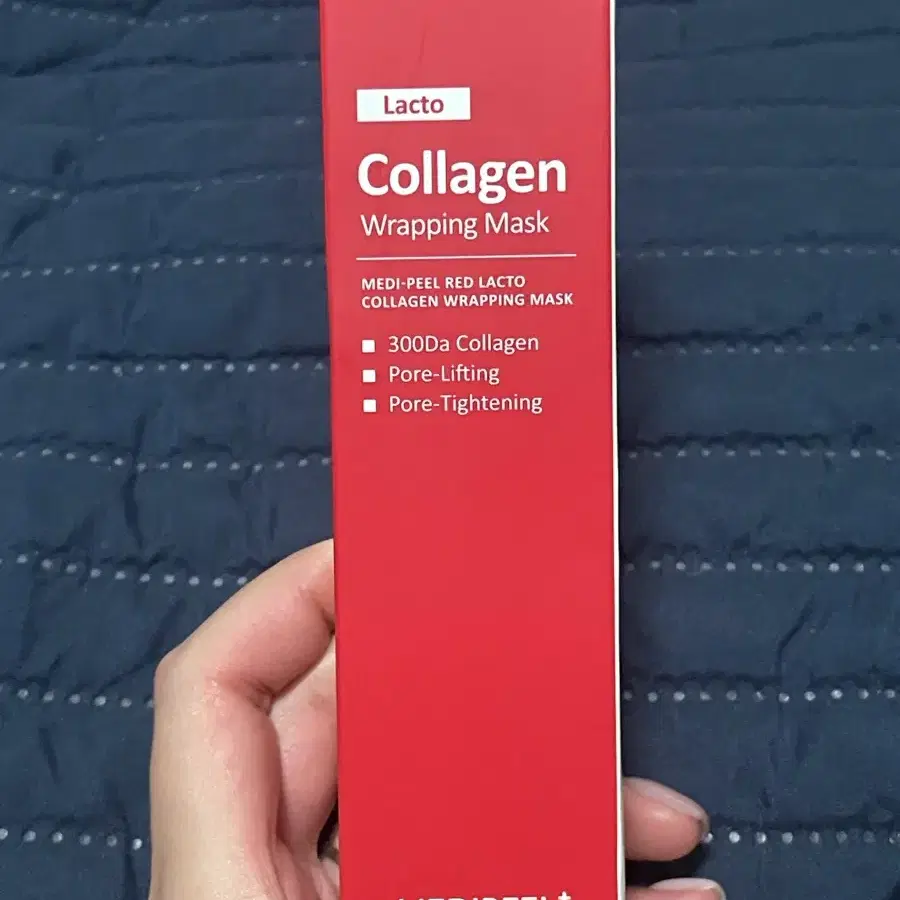 Lacto
Collagen
Wrapping Mask
MEDI-PEEL RED LACTO
COLLAGEN WRAPPING MASK
300Da Collagen
Pore-Lifting
Pore-Tightening